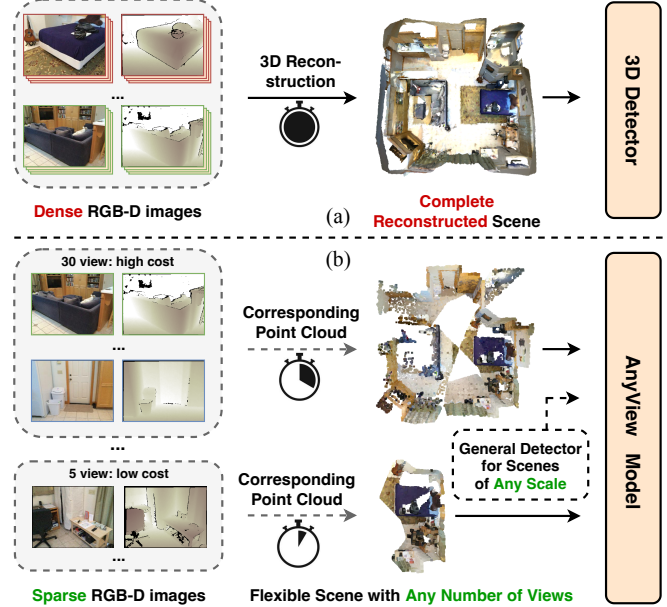 ...
3D Recon-
struction
3D Detector
Dense RGB-D images
(a)
Complete
Reconstructed Scene
(b)
30 view: high cost
...
...
Corresponding
Point Cloud
General Detector
for Scenes
of Any Scale
AnyView Model
5 view: low cost
...
Corresponding
Point Cloud
Sparse RGB-D images
Flexible Scene with Any Number of Views